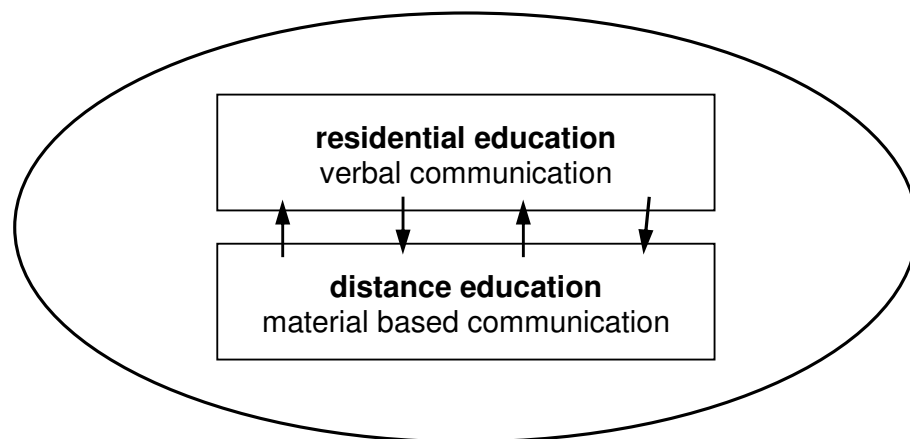 residential education
verbal communication
distance education
material based communication